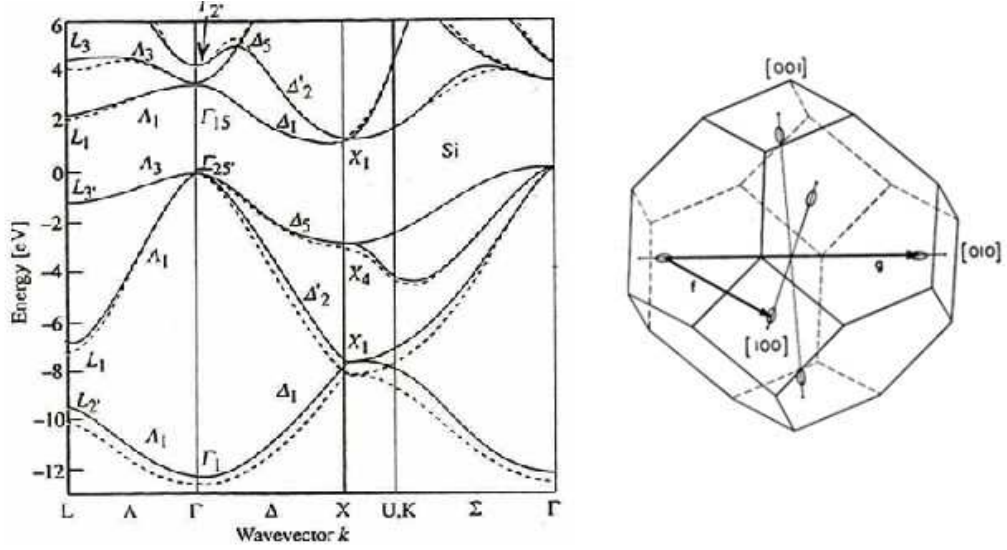 Γ2'
6
4
2
0
−2
−4
−6
−8
−10
−12
Energy [eV]
L3
Λ3
Δ5
Δ'2
L1
Λ1
Γ15
Δ1
X1
Si
Λ3
Γ25'
L3'
Δ5
Λ1
X4
Δ'2
L1
X1
L2'
Δ1
Λ1
Γ1
L Λ Γ Δ X U,K Σ Γ
Wavevector k
[001]
[010]
g
f
[100]